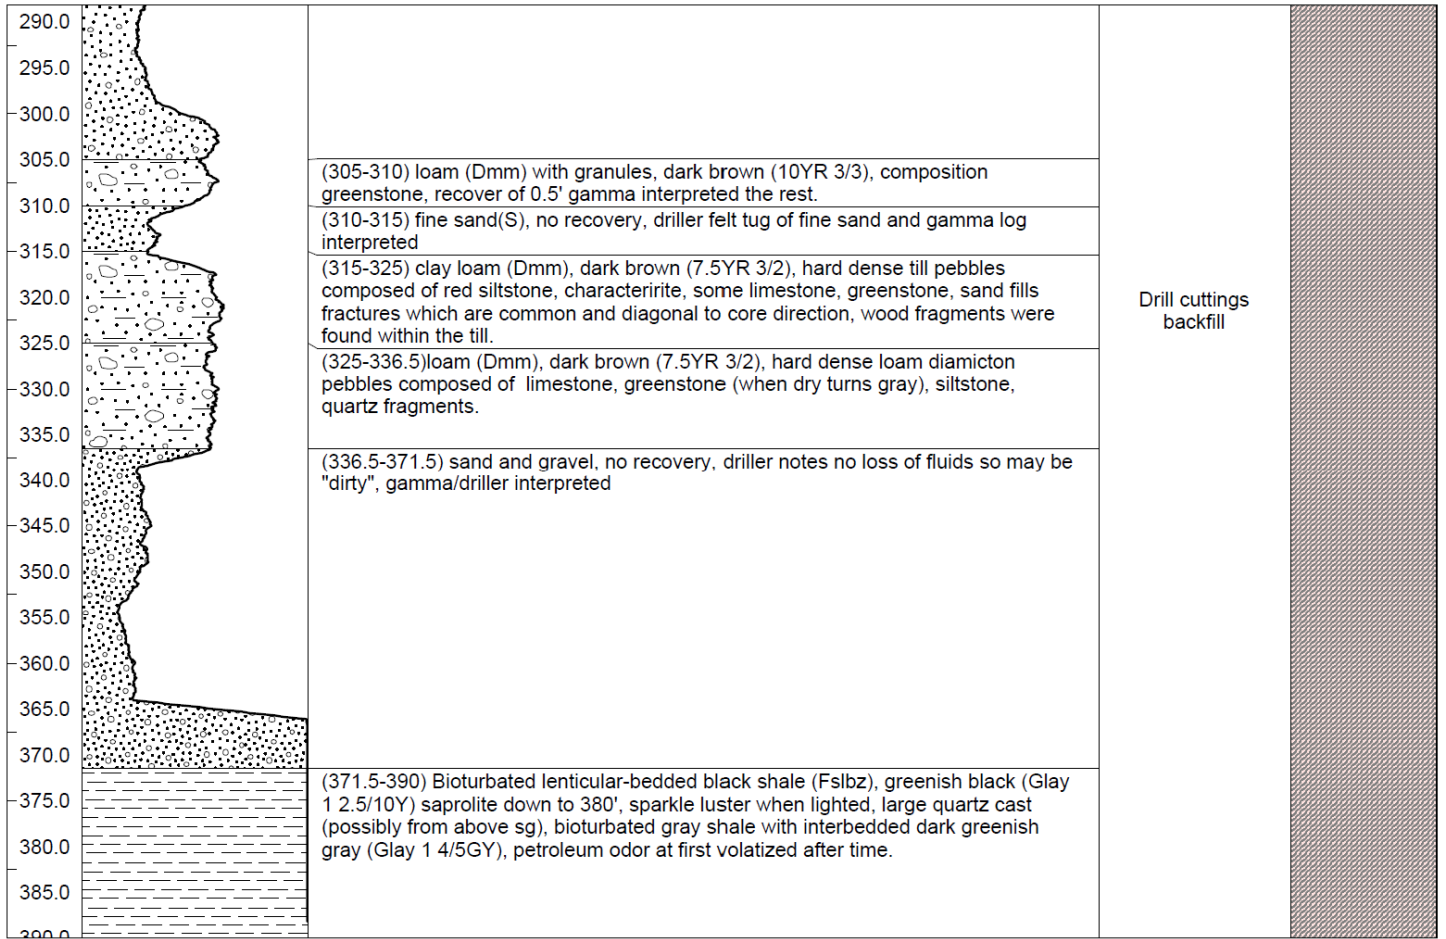 290.0
295.0
300.0
305.0
310.0
315.0
320.0
325.0
330.0
335.0
340.0
345.0
350.0
355.0
360.0
365.0
370.0
375.0
380.0
385.0
390.0
(305-310) loam (Dmm) with granules, dark brown (10YR 3/3), composition
greenstone, recover of 0.5' gamma interpreted the rest.
(310-315) fine sand(S), no recovery, driller felt tug of fine sand and gamma log
interpreted
(315-325) clay loam (Dmm), dark brown (7.5YR 3/2), hard dense till pebbles
composed of red siltstone, characteririte, some limestone, greenstone, sand fills
fractures which are common and diagonal to core direction, wood fragments were
found within the till.
(325-336.5)loam (Dmm), dark brown (7.5YR 3/2), hard dense loam diamicton
pebbles composed of  limestone, greenstone (when dry turns gray), siltstone,
quartz fragments.
(336.5-371.5) sand and gravel, no recovery, driller notes no loss of fluids so may be
"dirty", gamma/driller interpreted
(371.5-390) Bioturbated lenticular-bedded black shale (Fslbz), greenish black (Glay
1 2.5/10Y) saprolite down to 380', sparkle luster when lighted, large quartz cast
(possibly from above sg), bioturbated gray shale with interbedded dark greenish
gray (Glay 1 4/5GY), petroleum odor at first volatized after time.
Drill cuttings
backfill